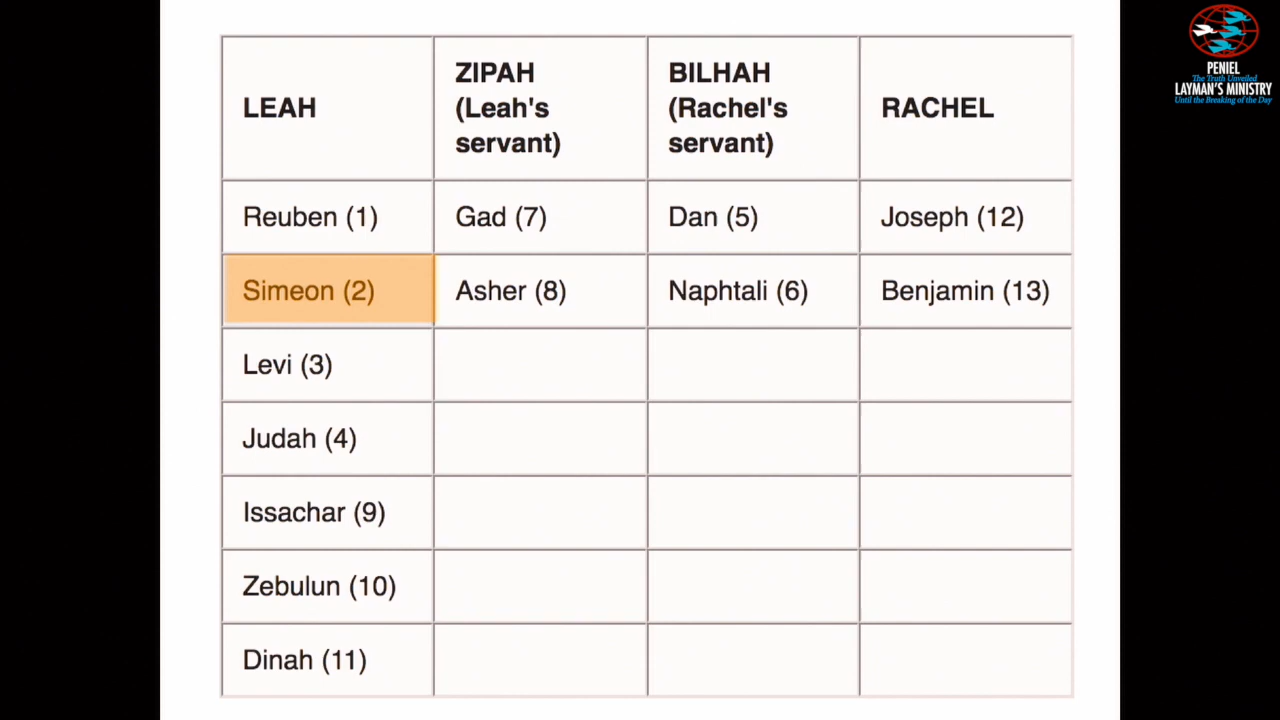 LEAH
ZIPAH
(Leah's
servant)
BILHAH
(Rachel's
servant)
RACHEL
Reuben (1)
Gad (7)
Dan (5)
Joseph (12)
Simeon (2)
Asher (8)
Naphtali (6)
Benjamin (13)
Levi (3)
Judah (4)
Issachar (9)
Zebulun (10)
Dinah (11)
PENIEL
The Truth Unveiled
LAYMAN'S MINISTRY
Until the Breaking of the Day